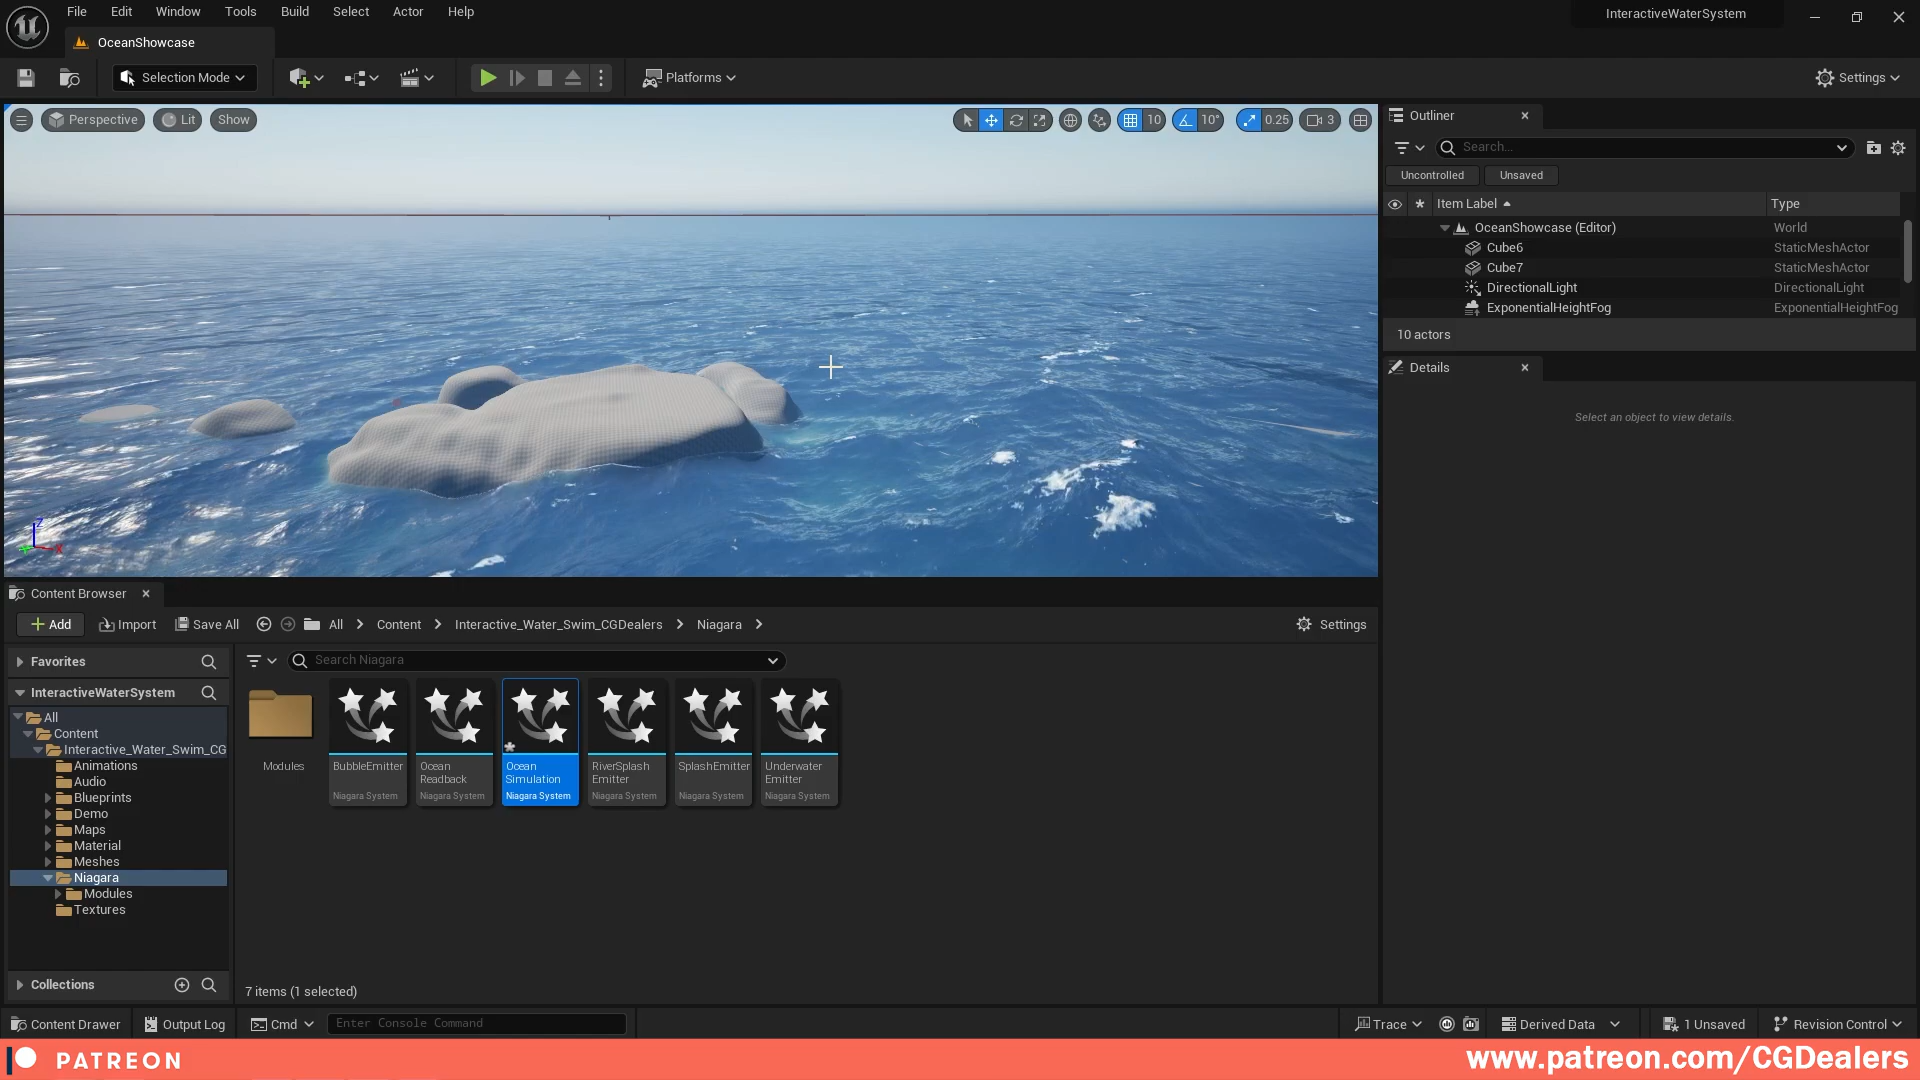 File Edit Window Tools Build Select Actor Help
InteractiveWaterSystem
OceanShowcase
Selection Mode
Platforms
Settings
Perspective Lit Show
10 10° 0.25 3
Z
X
Outliner
Search...
Uncontrolled Unsaved
Item Label Type
OceanShowcase (Editor) World
Cube6 StaticMeshActor
Cube7 StaticMeshActor
DirectionalLight DirectionalLight
ExponentialHeightFog ExponentialHeightFog
10 actors
Details
Select an object to view details.
Content Browser
Add Import Save All All Content Interactive_Water_Swim_CGDealers Niagara Settings
Favorites
Search Niagara
InteractiveWaterSystem
All
Content
Interactive_Water_Swim_CG
Animations
Audio
Blueprints
Demo
Maps
Material
Meshes
Niagara
Modules
Textures
Collections
Modules
BubbleEmitter
Niagara System
Ocean
Readback
Niagara System
Ocean
Simulation
Niagara System
RiverSplash
Emitter
Niagara System
SplashEmitter
Niagara System
Underwater
Emitter
Niagara System
7 items (1 selected)
Content Drawer Output Log Cmd Enter Console Command Trace Derived Data 1 Unsaved Revision Control
PATREON
www.patreon.com/CGDealers